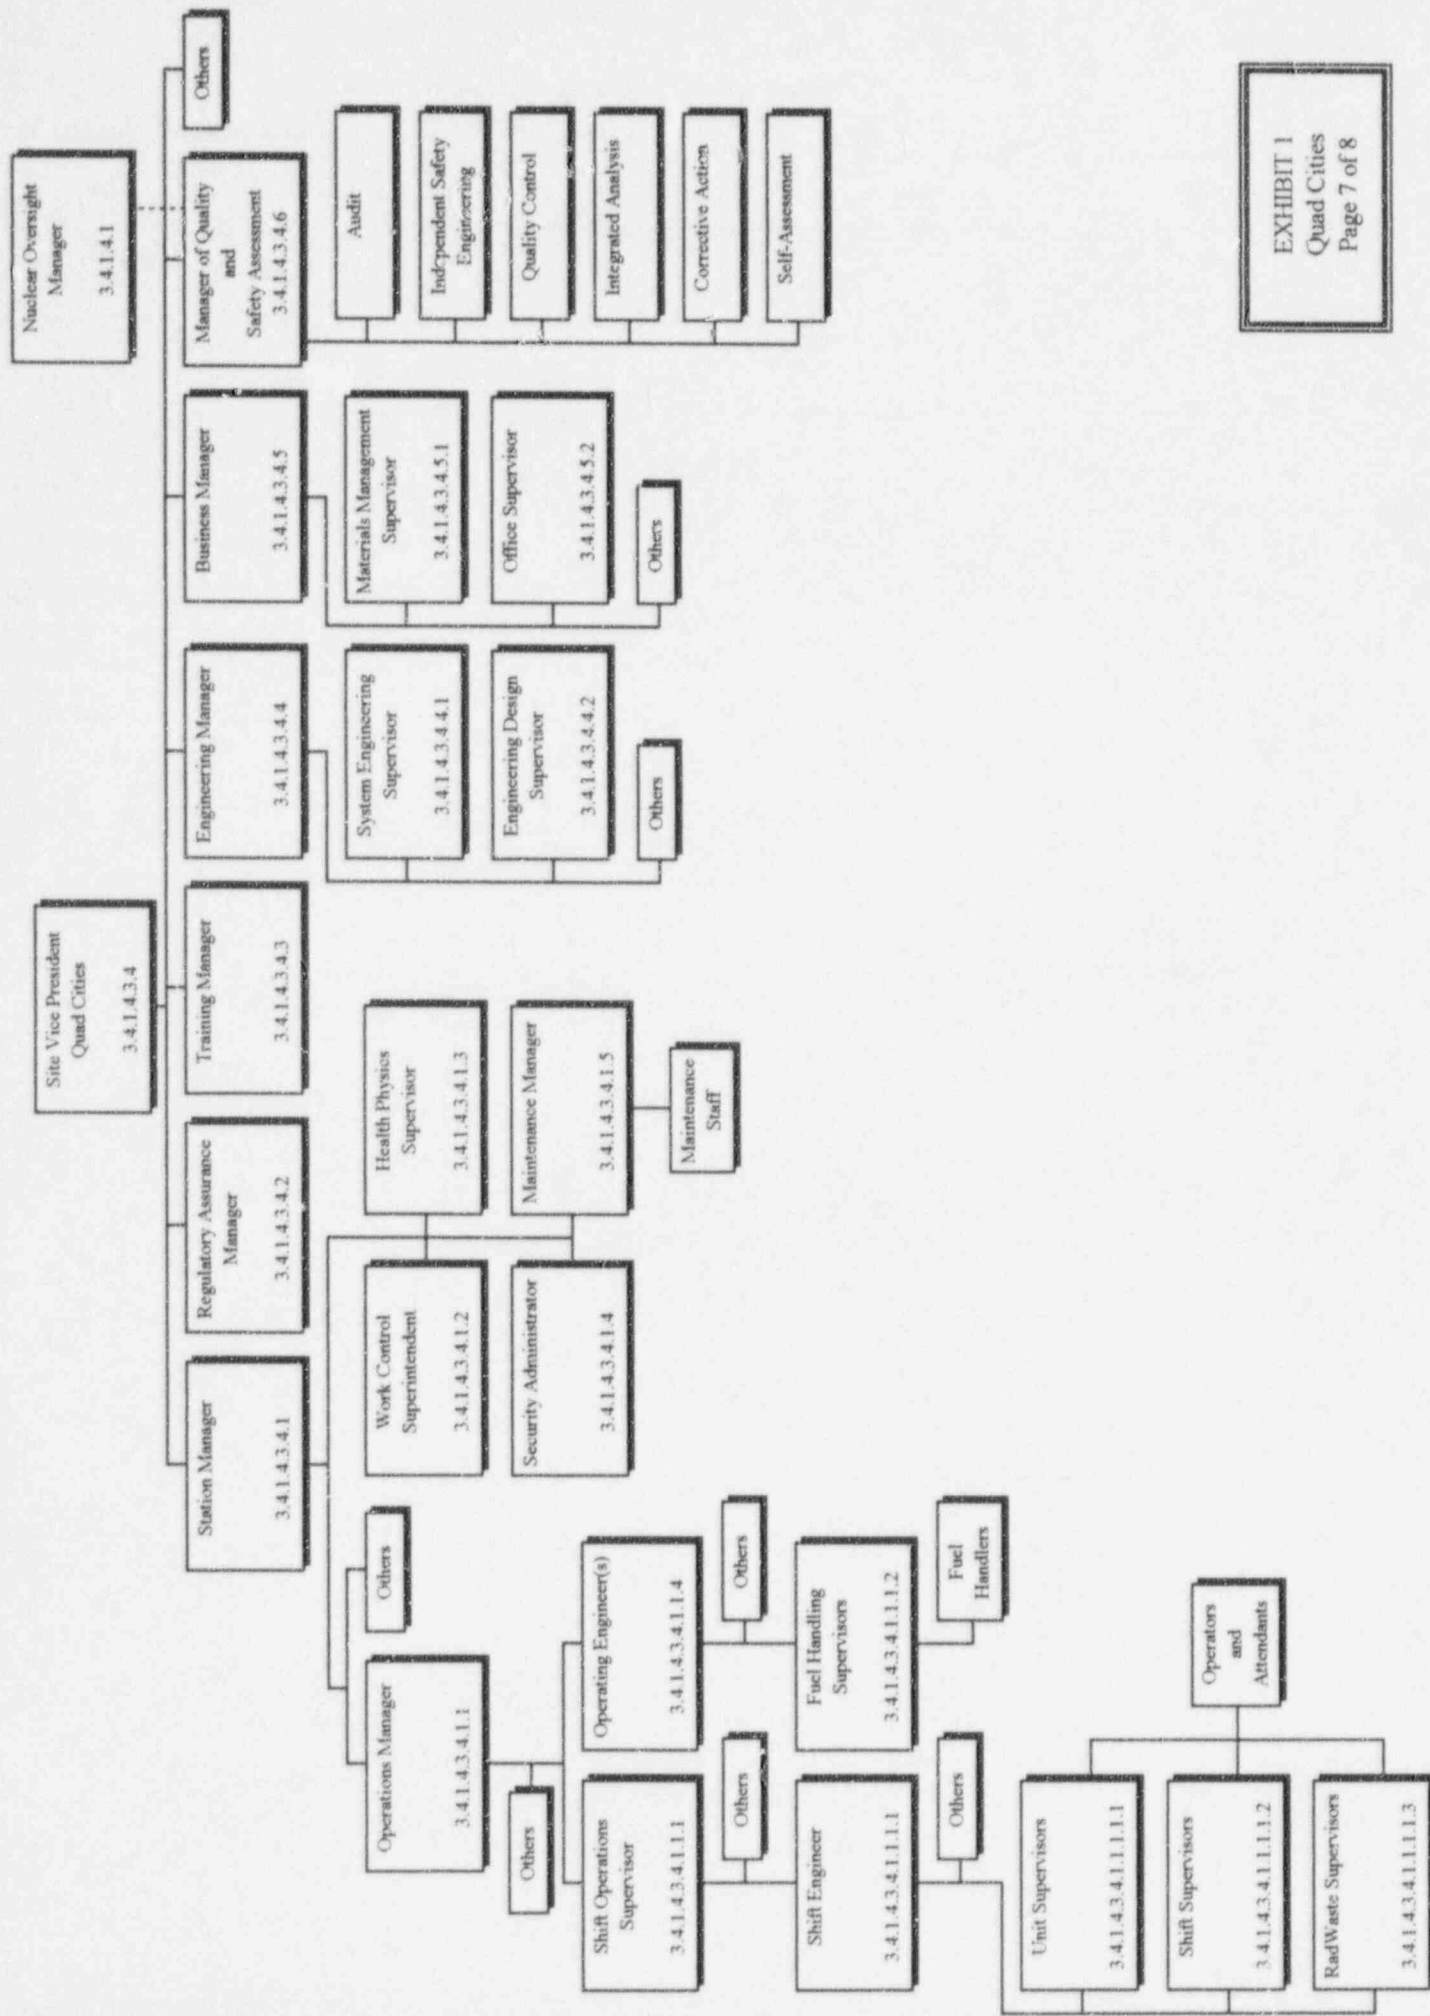 Site Vice President
Quad Cities
3.4.1.4.3.4
Nuclear Oversight
Manager
3.4.1.4.1
Station Manager
3.4.1.4.3.4.1
Regulatory Assurance
Manager
3.4.1.4.3.4.2
Training Manager
3.4.1.4.3.4.3
Engineering Manager
3.4.1.4.3.4.4
Business Manager
3.4.1.4.3.4.5
Manager of Quality
and
Safety Assessment
3.4.1.4.3.4.6
Others
Operations Manager
3.4.1.4.3.4.1.1
Others
Work Control
Superintendent
3.4.1.4.3.4.1.2
Health Physics
Supervisor
3.4.1.4.3.4.1.3
Security Administrator
3.4.1.4.3.4.1.4
Maintenance Manager
3.4.1.4.3.4.1.5
Maintenance
Staff
System Engineering
Supervisor
3.4.1.4.3.4.4.1
Engineering Design
Supervisor
3.4.1.4.3.4.4.2
Others
Materials Management
Supervisor
3.4.1.4.3.4.5.1
Office Supervisor
3.4.1.4.3.4.5.2
Others
Audit
Independent Safety
Engineering
Quality Control
Integrated Analysis
Corrective Action
Self-Assessment
Others
Shift Operations
Supervisor
3.4.1.4.3.4.1.1.1
Operating Engineer(s)
3.4.1.4.3.4.1.1.4
Others
Others
Shift Engineer
3.4.1.4.3.4.1.1.1.1
Fuel Handling
Supervisors
3.4.1.4.3.4.1.1.1.2
Others
Fuel
Handlers
Unit Supervisors
3.4.1.4.3.4.1.1.1.1.1
Shift Supervisors
3.4.1.4.3.4.1.1.1.1.2
RadWaste Supervisors
3.4.1.4.3.4.1.1.1.1.3
Operators
and
Attendants
EXHIBIT 1
Quad Cities
Page 7 of 8